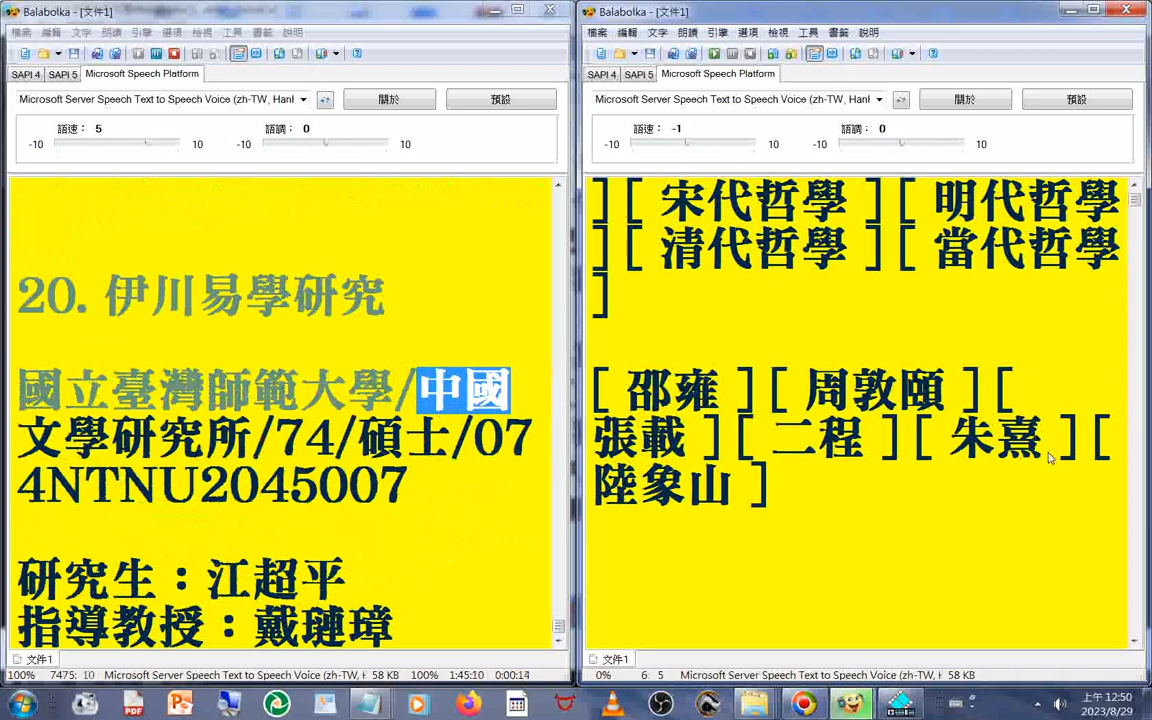 Balabolka - [文件1]
檔案 編輯 文字 朗讀 引擎 選項 檢視 工具 書籤 說明
SAPI 4 SAPI 5 Microsoft Speech Platform
Microsoft Server Speech Text to Speech Voice (zh-TW, Hanl
關於 預設
語速： 5 語調： 0
-10 10 -10 10
20. 伊川易學研究
國立臺灣師範大學/中國
文學研究所/74/碩士/07
4NTNU2045007
研究生：江超平
指導教授：戴璉璋
文件1
100% 7475: 10 Microsoft Server Speech Text to Speech Voice (zh-TW, H 58 KB 1:45:10 0:00:14
Balabolka - [文件1]
檔案 編輯 文字 朗讀 引擎 選項 檢視 工具 書籤 說明
SAPI 4 SAPI 5 Microsoft Speech Platform
Microsoft Server Speech Text to Speech Voice (zh-TW, Hanl
關於 預設
語速： -1 語調： 0
-10 10 -10 10
][ 宋代哲學 ][ 明代哲學
][ 清代哲學 ][ 當代哲學
]
[ 邵雍 ][ 周敦頤 ][
張載 ][ 二程 ][ 朱熹 ][
陸象山 ]
文件1
0% 6: 5 Microsoft Server Speech Text to Speech Voice (zh-TW, H 58 KB
上午 12:50
2023/8/29